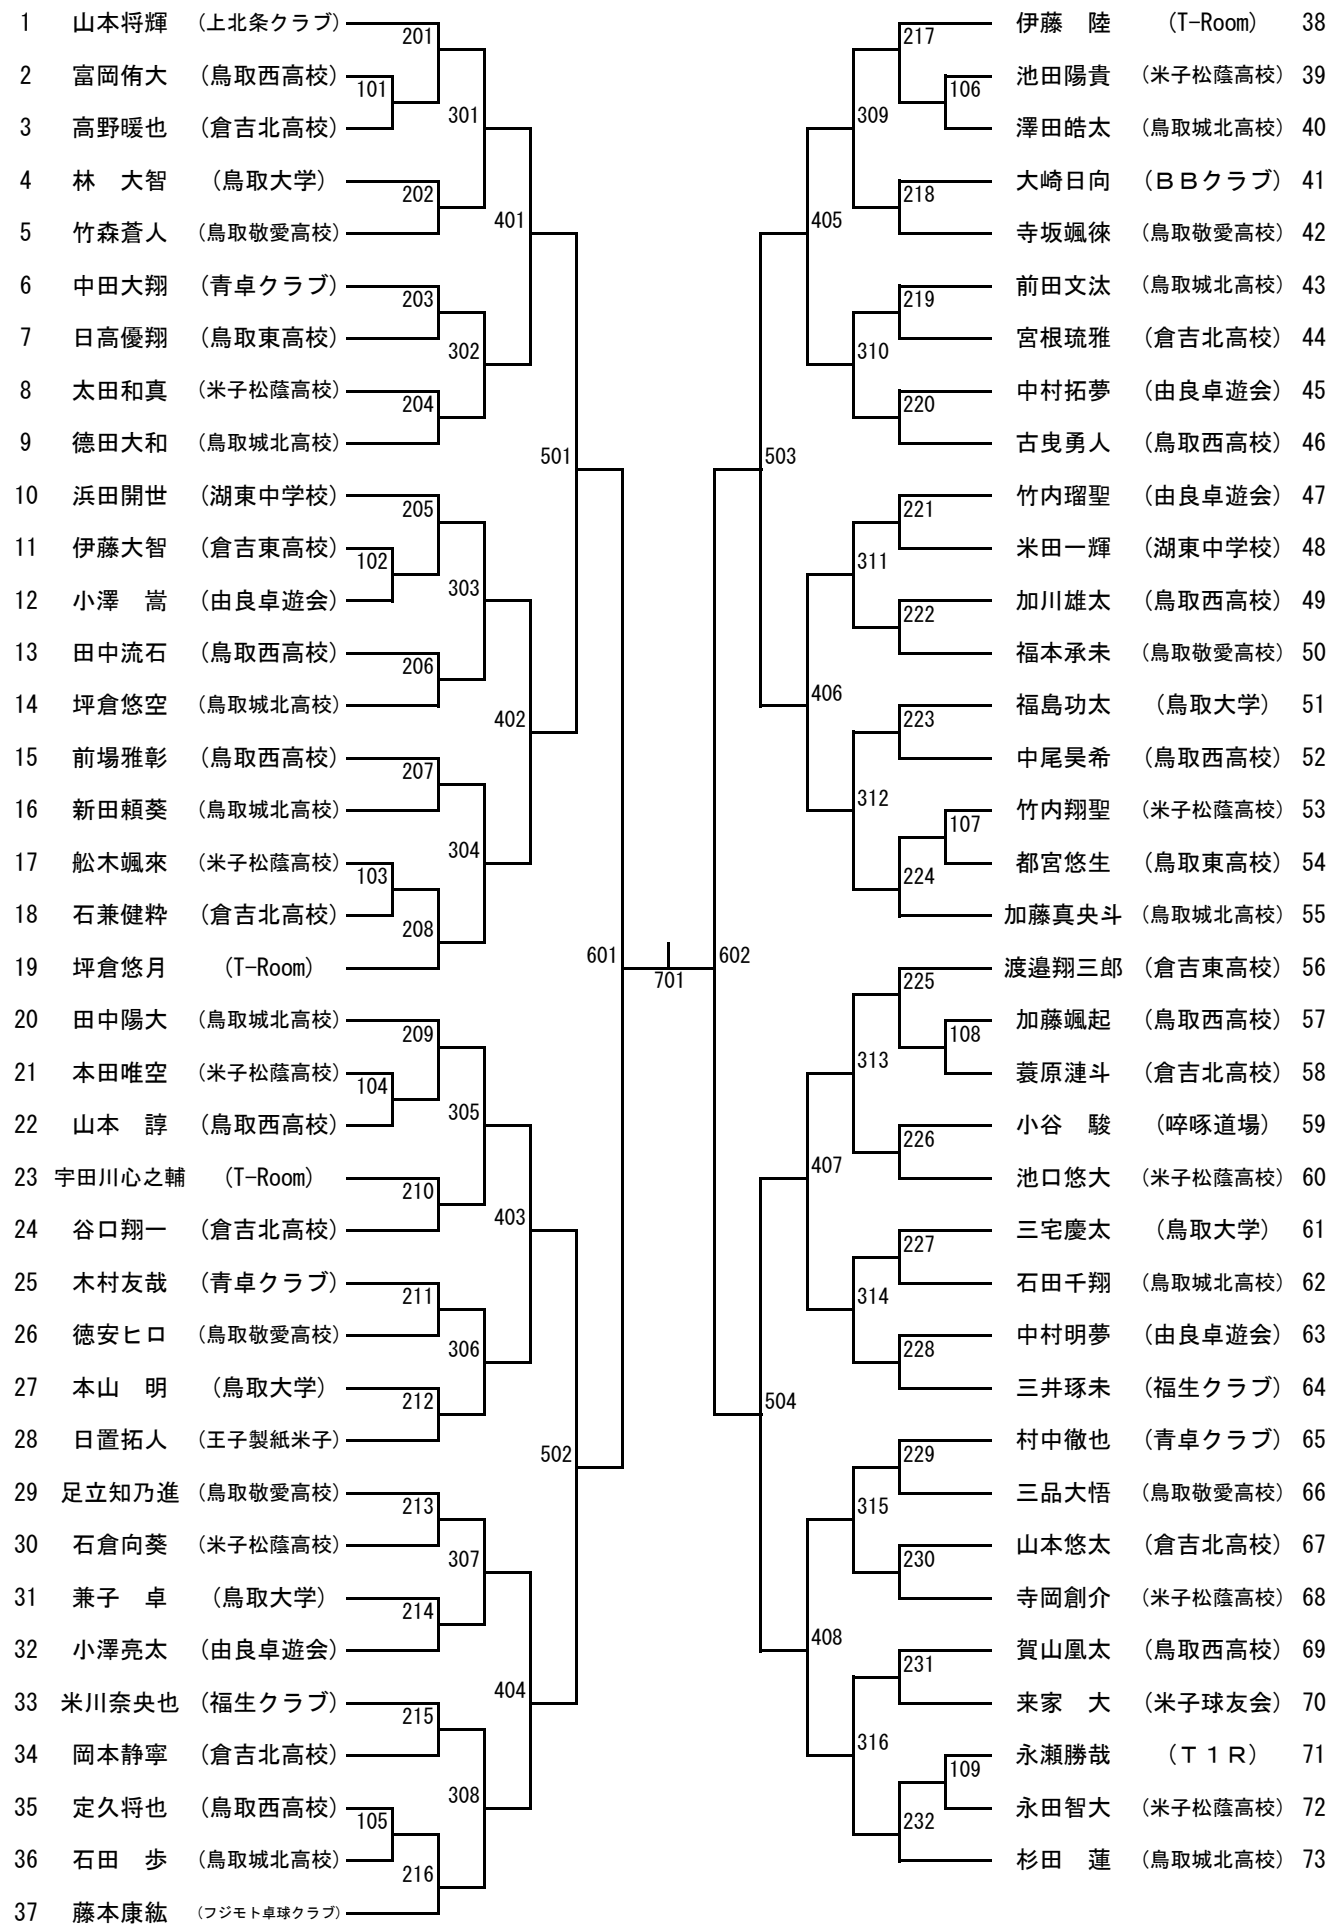 1 山本将輝 (上北条クラブ)
2 富岡侑大 (鳥取西高校)
3 高野暖也 (倉吉北高校)
4 林　大智 (鳥取大学)
5 竹森蒼人 (鳥取敬愛高校)
6 中田大翔 (青卓クラブ)
7 日高優翔 (鳥取東高校)
8 太田和真 (米子松蔭高校)
9 德田大和 (鳥取城北高校)
10 浜田開世 (湖東中学校)
11 伊藤大智 (倉吉東高校)
12 小澤　嵩 (由良卓遊会)
13 田中流石 (鳥取西高校)
14 坪倉悠空 (鳥取城北高校)
15 前場雅彰 (鳥取西高校)
16 新田頼葵 (鳥取城北高校)
17 舩木颯來 (米子松蔭高校)
18 石兼健粋 (倉吉北高校)
19 坪倉悠月 (T-Room)
20 田中陽大 (鳥取城北高校)
21 本田唯空 (米子松蔭高校)
22 山本　諄 (鳥取西高校)
23 宇田川心之輔 (T-Room)
24 谷口翔一 (倉吉北高校)
25 木村友哉 (青卓クラブ)
26 徳安ヒロ (鳥取敬愛高校)
27 本山　明 (鳥取大学)
28 日置拓人 (王子製紙米子)
29 足立知乃進 (鳥取敬愛高校)
30 石倉向葵 (米子松蔭高校)
31 兼子　卓 (鳥取大学)
32 小澤亮太 (由良卓遊会)
33 米川奈央也 (福生クラブ)
34 岡本静寧 (倉吉北高校)
35 定久将也 (鳥取西高校)
36 石田　歩 (鳥取城北高校)
37 藤本康紘 (フジモト卓球クラブ)
101
102
103
104
105
201
202
203
204
205
206
207
208
209
210
211
212
213
214
215
216
301
302
303
304
305
306
307
308
401
402
403
404
501
502
601
701
602
503
504
405
406
407
408
309
310
311
312
313
314
315
316
217
218
219
220
221
222
223
224
225
226
227
228
229
230
231
232
106
107
108
109
伊藤　陸 (T-Room) 38
池田陽貴 (米子松蔭高校) 39
澤田皓太 (鳥取城北高校) 40
大崎日向 (ＢＢクラブ) 41
寺坂颯徠 (鳥取敬愛高校) 42
前田文汰 (鳥取城北高校) 43
宮根琉雅 (倉吉北高校) 44
中村拓夢 (由良卓遊会) 45
古曳勇人 (鳥取西高校) 46
竹内瑠聖 (由良卓遊会) 47
米田一輝 (湖東中学校) 48
加川雄太 (鳥取西高校) 49
福本承未 (鳥取敬愛高校) 50
福島功太 (鳥取大学) 51
中尾昊希 (鳥取西高校) 52
竹内翔聖 (米子松蔭高校) 53
都宮悠生 (鳥取東高校) 54
加藤真央斗 (鳥取城北高校) 55
渡邉翔三郎 (倉吉東高校) 56
加藤颯起 (鳥取西高校) 57
蓑原漣斗 (倉吉北高校) 58
小谷　駿 (啐啄道場) 59
池口悠大 (米子松蔭高校) 60
三宅慶太 (鳥取大学) 61
石田千翔 (鳥取城北高校) 62
中村明夢 (由良卓遊会) 63
三井琢未 (福生クラブ) 64
村中徹也 (青卓クラブ) 65
三品大悟 (鳥取敬愛高校) 66
山本悠太 (倉吉北高校) 67
寺岡創介 (米子松蔭高校) 68
賀山凰太 (鳥取西高校) 69
来家　大 (米子球友会) 70
永瀬勝哉 (Ｔ１Ｒ) 71
永田智大 (米子松蔭高校) 72
杉田　蓮 (鳥取城北高校) 73